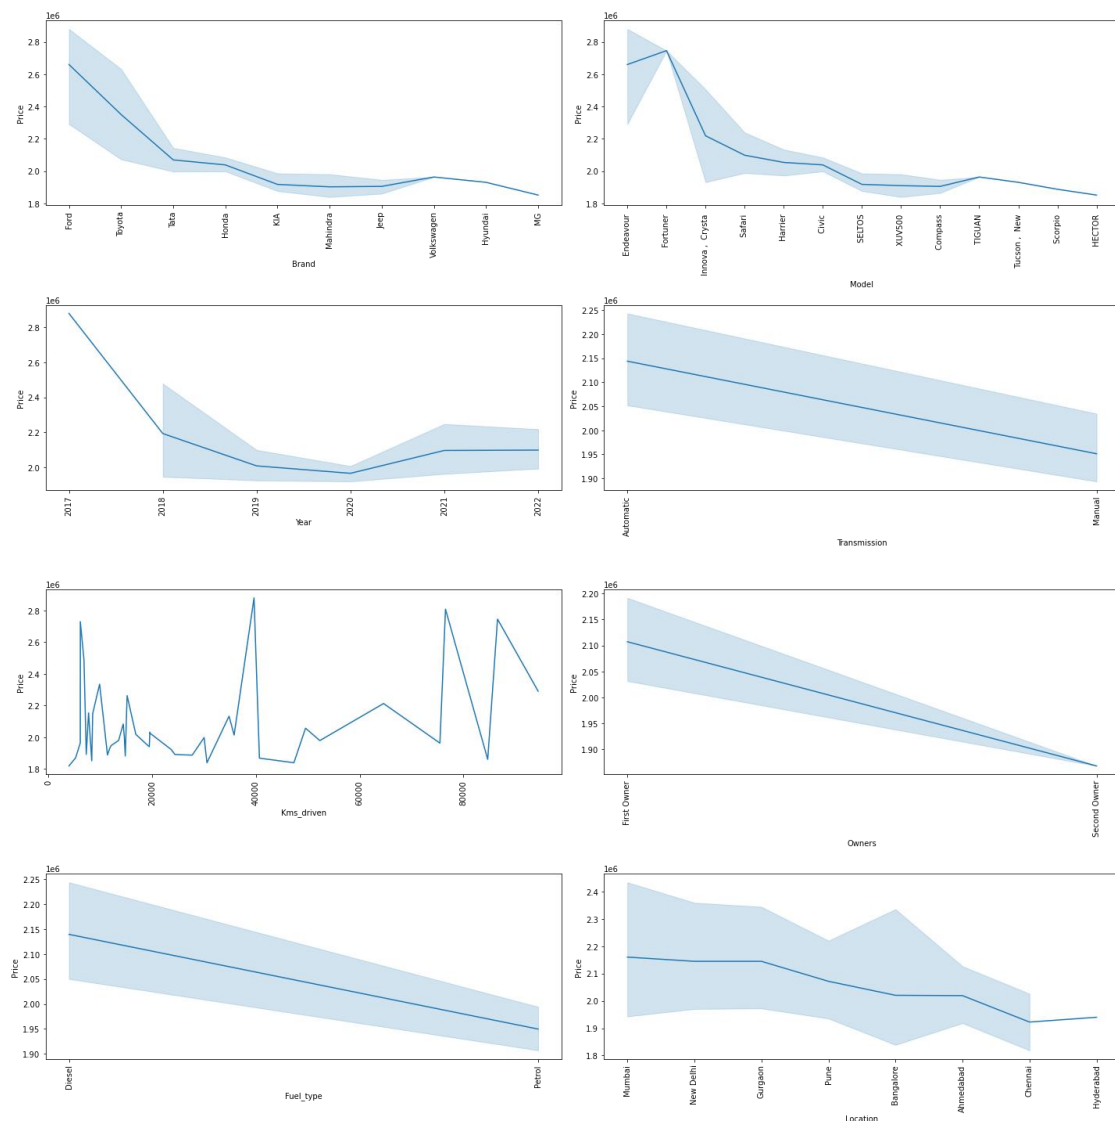 1e6
2.8
2.6
2.4
2.2
2.0
1.8
Price
Ford
Toyota
Tata
Honda
KIA
Mahindra
Jeep
Volkswagen
Hyundai
MG
Brand
1e6
2.8
2.6
2.4
2.2
2.0
1.8
Price
Endeavour
Fortuner
Innova , Crysta
Safari
Harrier
Civic
SELTOS
XUV500
Compass
TIGUAN
Tucson , New
Scorpio
HECTOR
Model
1e6
2.8
2.6
2.4
2.2
2.0
Price
2017
2018
2019
2020
2021
2022
Year
1e6
2.25
2.20
2.15
2.10
2.05
2.00
1.95
1.90
Price
Automatic
Manual
Transmission
1e6
2.8
2.6
2.4
2.2
2.0
1.8
Price
0
20000
40000
60000
80000
Kms_driven
1e6
2.20
2.15
2.10
2.05
2.00
1.95
1.90
Price
First Owner
Second Owner
Owners
1e6
2.25
2.20
2.15
2.10
2.05
2.00
1.95
1.90
Price
Diesel
Petrol
Fuel_type
1e6
2.4
2.3
2.2
2.1
2.0
1.9
1.8
Price
Mumbai
New Delhi
Gurgaon
Pune
Bangalore
Ahmedabad
Chennai
Hyderabad
Location